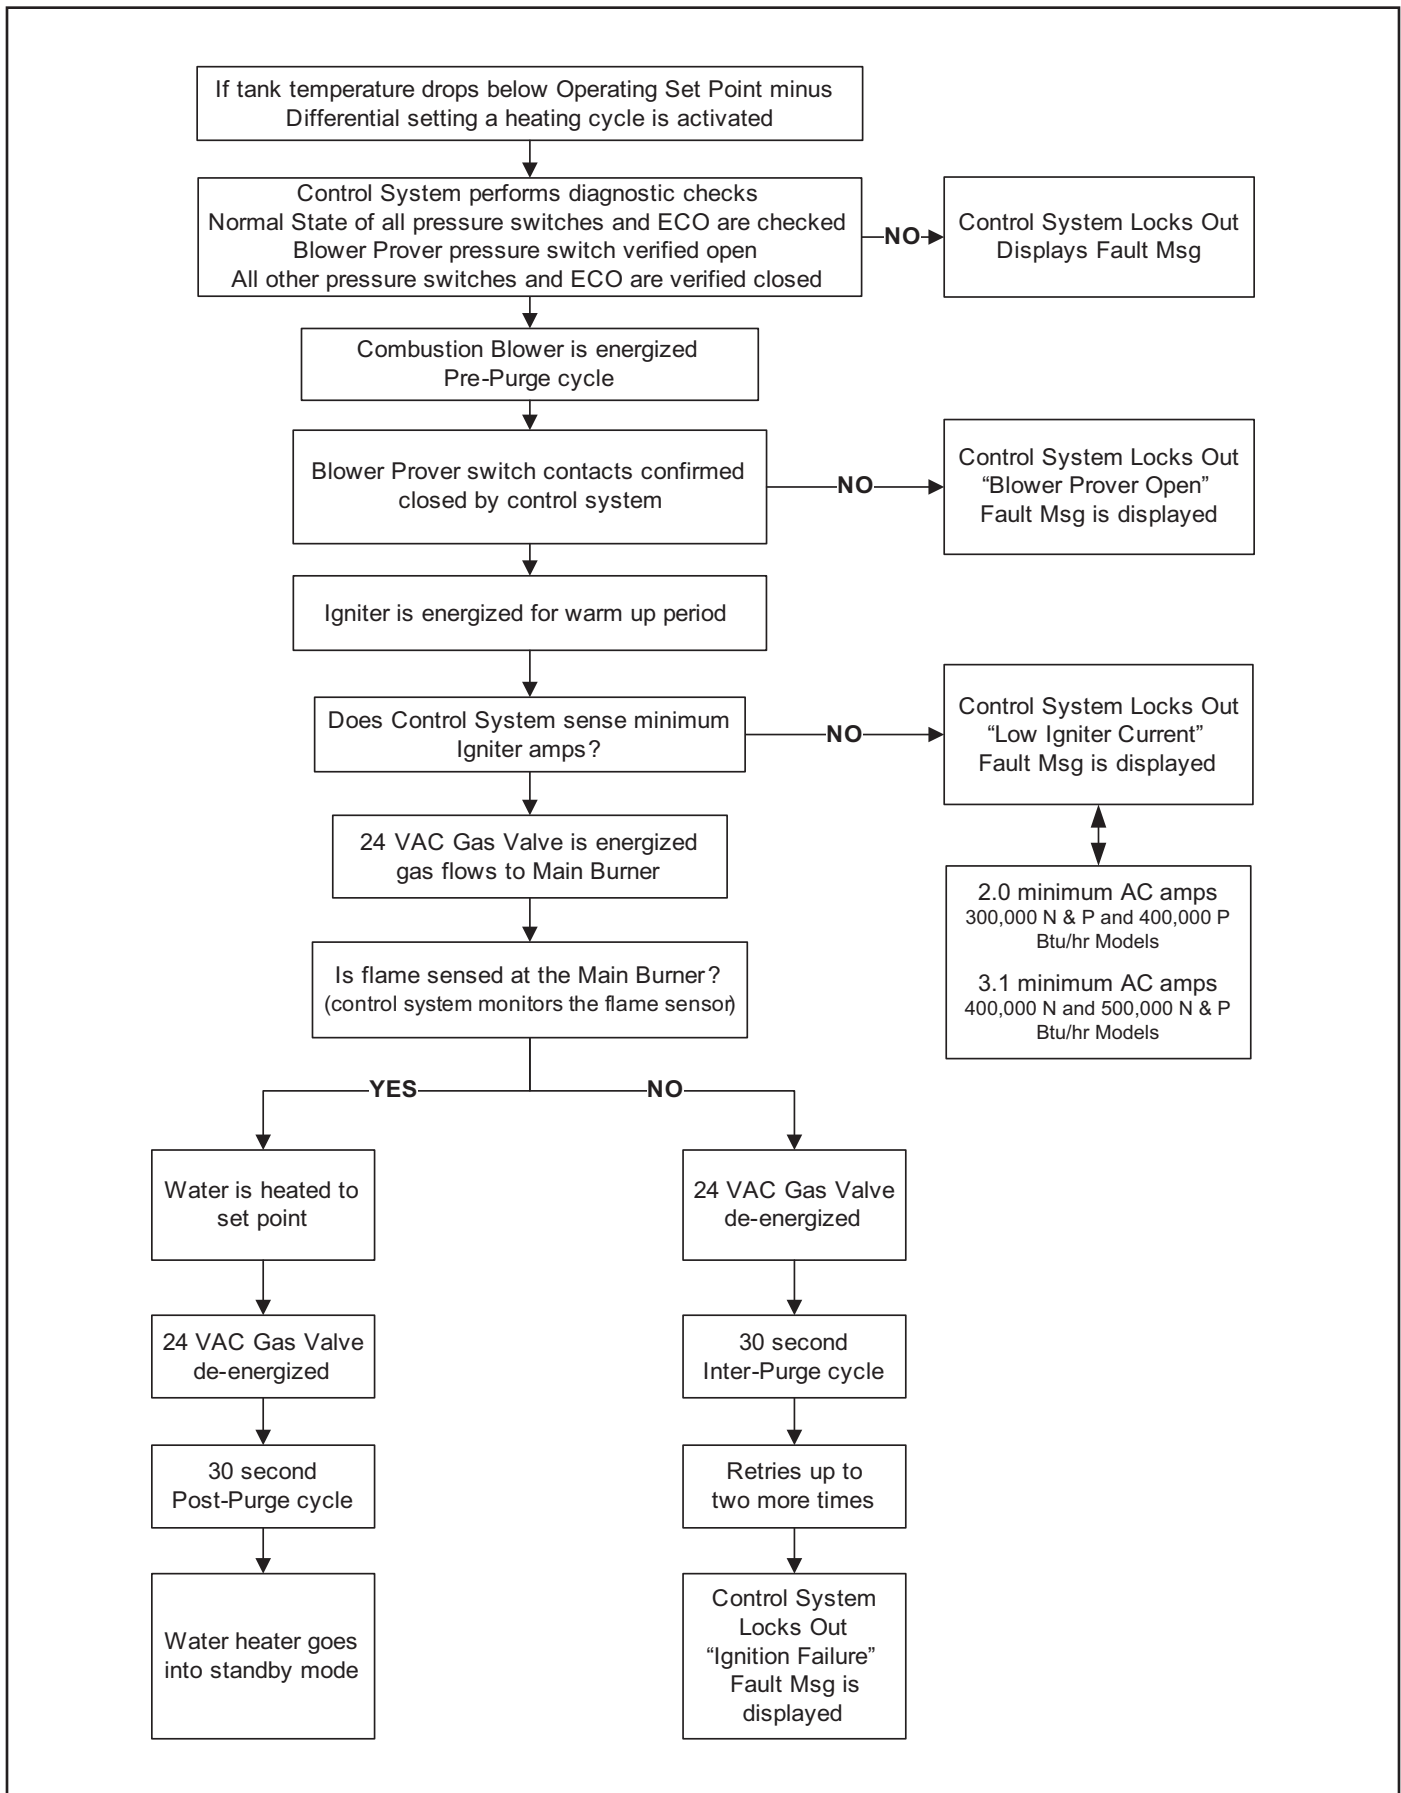 If tank temperature drops below Operating Set Point minus
Differential setting a heating cycle is activated
Control System performs diagnostic checks
Normal State of all pressure switches and ECO are checked
Blower Prover pressure switch verified open
All other pressure switches and ECO are verified closed
NO
Control System Locks Out
Displays Fault Msg
Combustion Blower is energized
Pre-Purge cycle
Blower Prover switch contacts confirmed
closed by control system
NO
Control System Locks Out
“Blower Prover Open”
Fault Msg is displayed
Igniter is energized for warm up period
Does Control System sense minimum
Igniter amps?
NO
Control System Locks Out
“Low Igniter Current”
Fault Msg is displayed
2.0 minimum AC amps
300,000 N & P and 400,000 P
Btu/hr Models
3.1 minimum AC amps
400,000 N and 500,000 N & P
Btu/hr Models
24 VAC Gas Valve is energized
gas flows to Main Burner
Is flame sensed at the Main Burner?
(control system monitors the flame sensor)
YES
NO
Water is heated to
set point
24 VAC Gas Valve
de-energized
30 second
Post-Purge cycle
Water heater goes
into standby mode
24 VAC Gas Valve
de-energized
30 second
Inter-Purge cycle
Retries up to
two more times
Control System
Locks Out
“Ignition Failure”
Fault Msg is
displayed